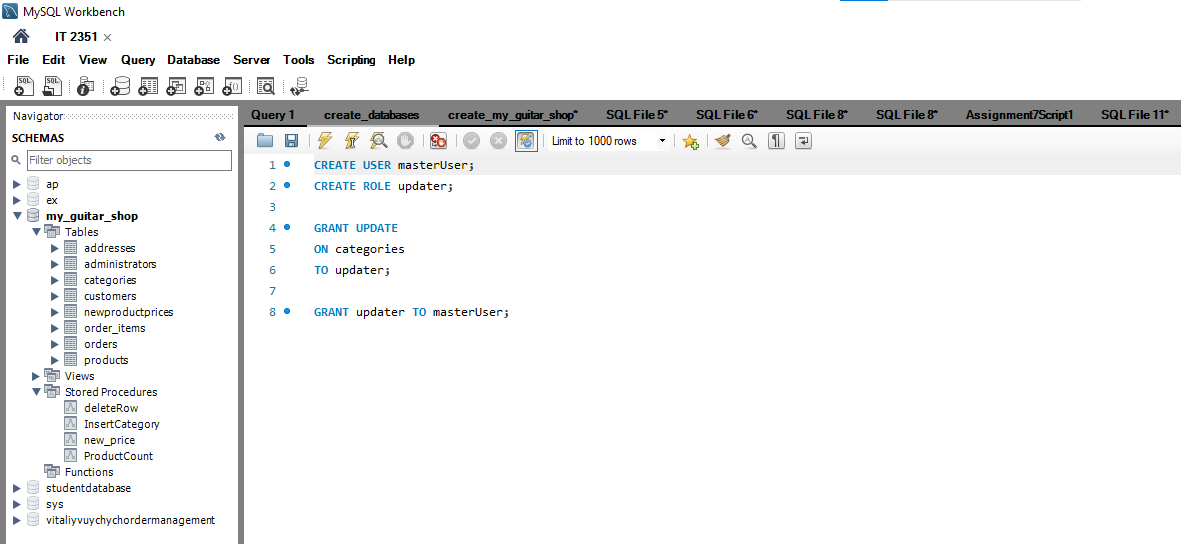 MySQL Workbench
IT 2351
File Edit View Query Database Server Tools Scripting Help
Navigator
SCHEMAS
Filter objects
ap
ex
my_guitar_shop
Tables
addresses
administrators
categories
customers
newproductprices
order_items
orders
products
Views
Stored Procedures
deleteRow
InsertCategory
new_price
ProductCount
Functions
studentdatabase
sys
vitaliyvuychychordermanagement
Query 1 create_databases create_my_guitar_shop* SQL File 5* SQL File 6* SQL File 8* SQL File 8* Assignment7Script1 SQL File 11*
Limit to 1000 rows
1 CREATE USER masterUser;
2 CREATE ROLE updater;
3
4 GRANT UPDATE
5 ON categories
6 TO updater;
7
8 GRANT updater TO masterUser;